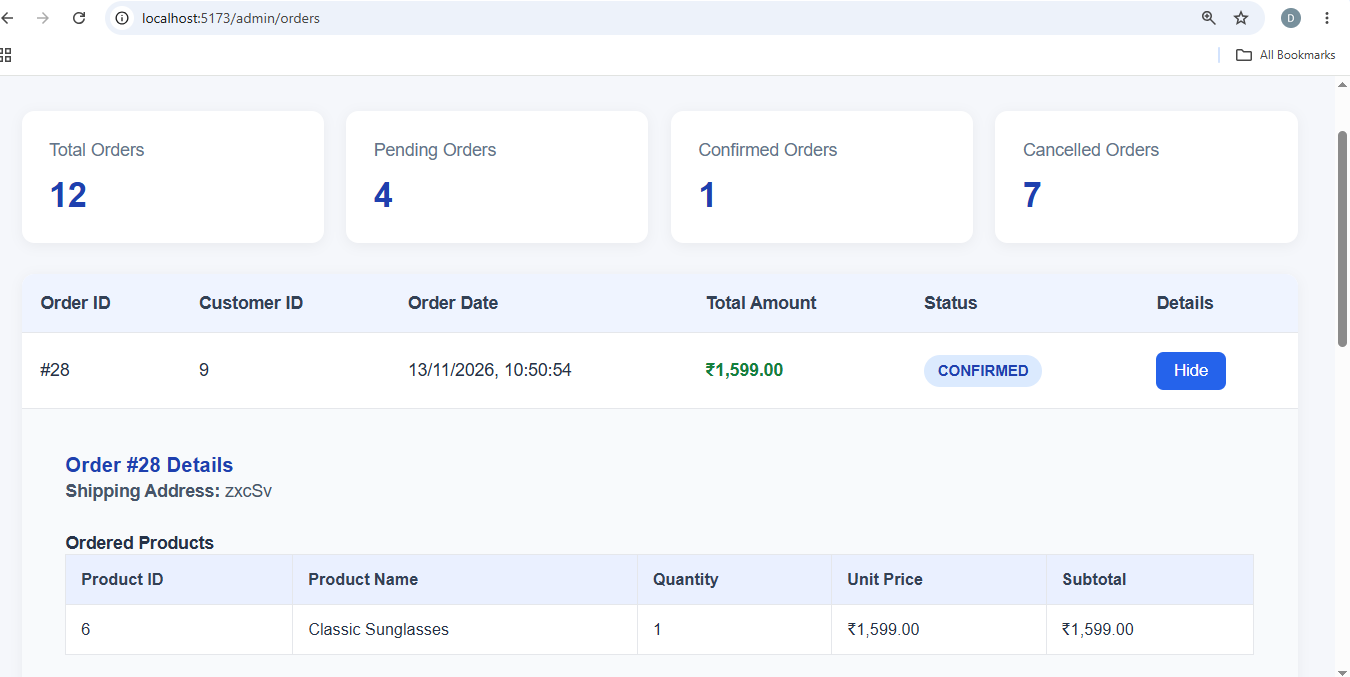 localhost:5173/admin/orders
D
All Bookmarks
Total Orders
12
Pending Orders
4
Confirmed Orders
1
Cancelled Orders
7
Order ID Customer ID Order Date Total Amount Status Details
#28 9 13/11/2026, 10:50:54 ₹1,599.00 CONFIRMED Hide
Order #28 Details
Shipping Address: zxcSv
Ordered Products
Product ID Product Name Quantity Unit Price Subtotal
6 Classic Sunglasses 1 ₹1,599.00 ₹1,599.00